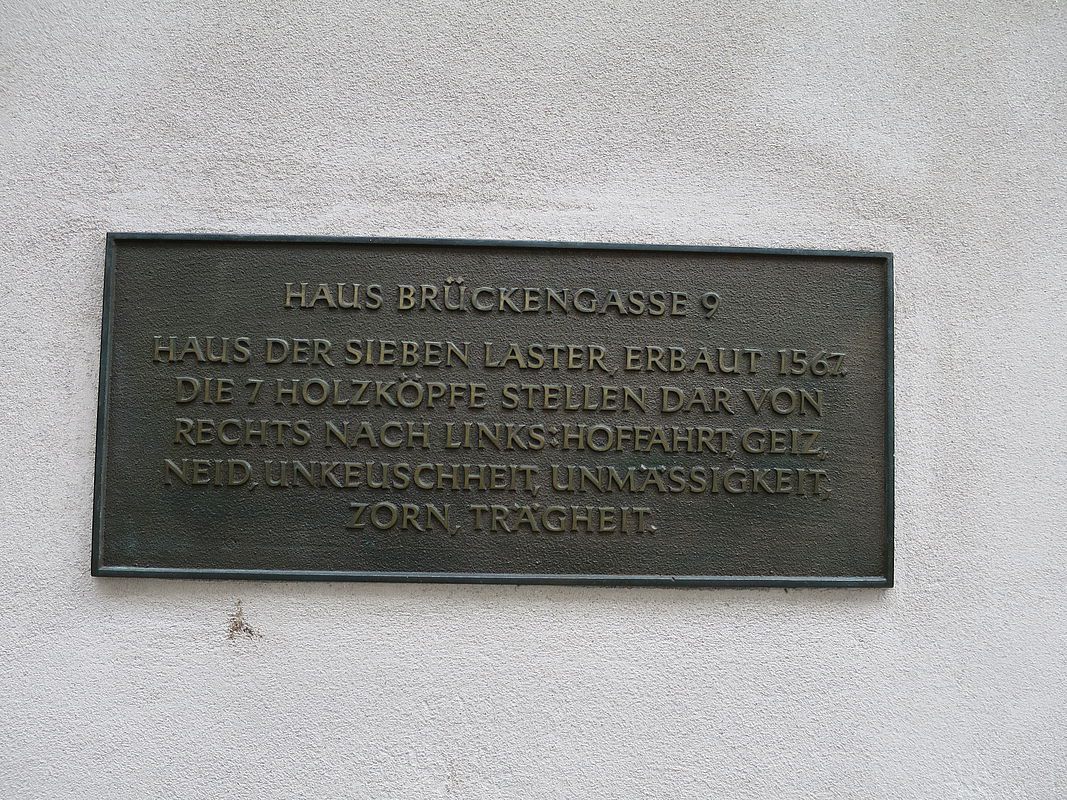 HAUS BRÜCKENGASSE 9
HAUS DER SIEBEN LASTER, ERBAUT 1567.
DIE 7 HOLZKÖPFE STELLEN DAR VON
RECHTS NACH LINKS: HOFFAHRT, GEIZ,
NEID, UNKEUSCHHEIT, UNMÄSSIGKEIT,
ZORN, TRÄGHEIT.